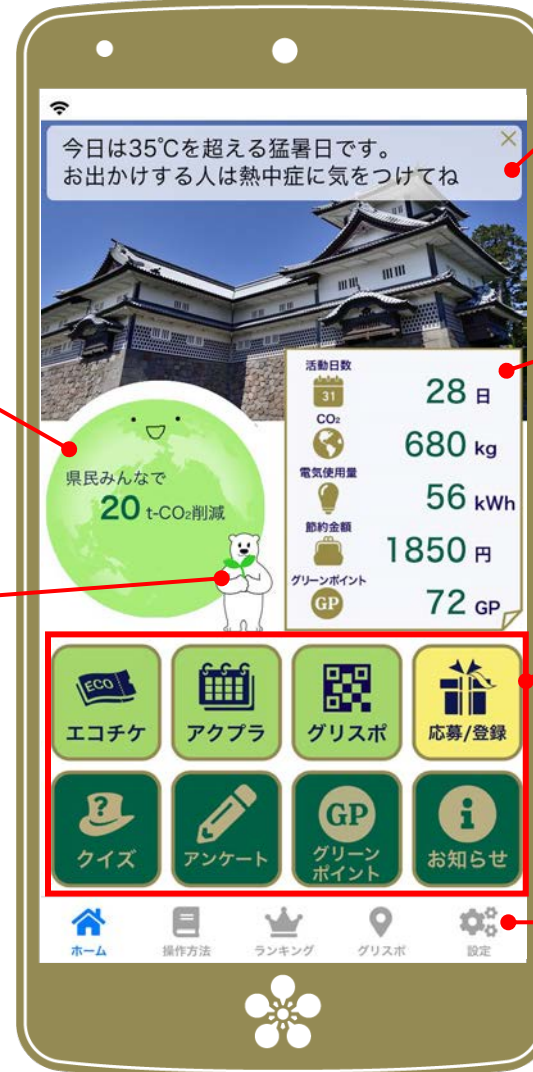 今日は35℃を超える猛暑日です。
お出かけする人は熱中症に気をつけてね
活動日数
31
28 日
CO₂
680 kg
電気使用量
56 kWh
節約金額
1850 円
グリーンポイント
GP
72 GP
県民みんなで
20 t-CO₂削減
ECO
エコチケ
アクプラ
グリスポ
応募/登録
?
クイズ
アンケート
GP
グリーン
ポイント
i
お知らせ
ホーム
操作方法
ランキング
グリスポ
設定